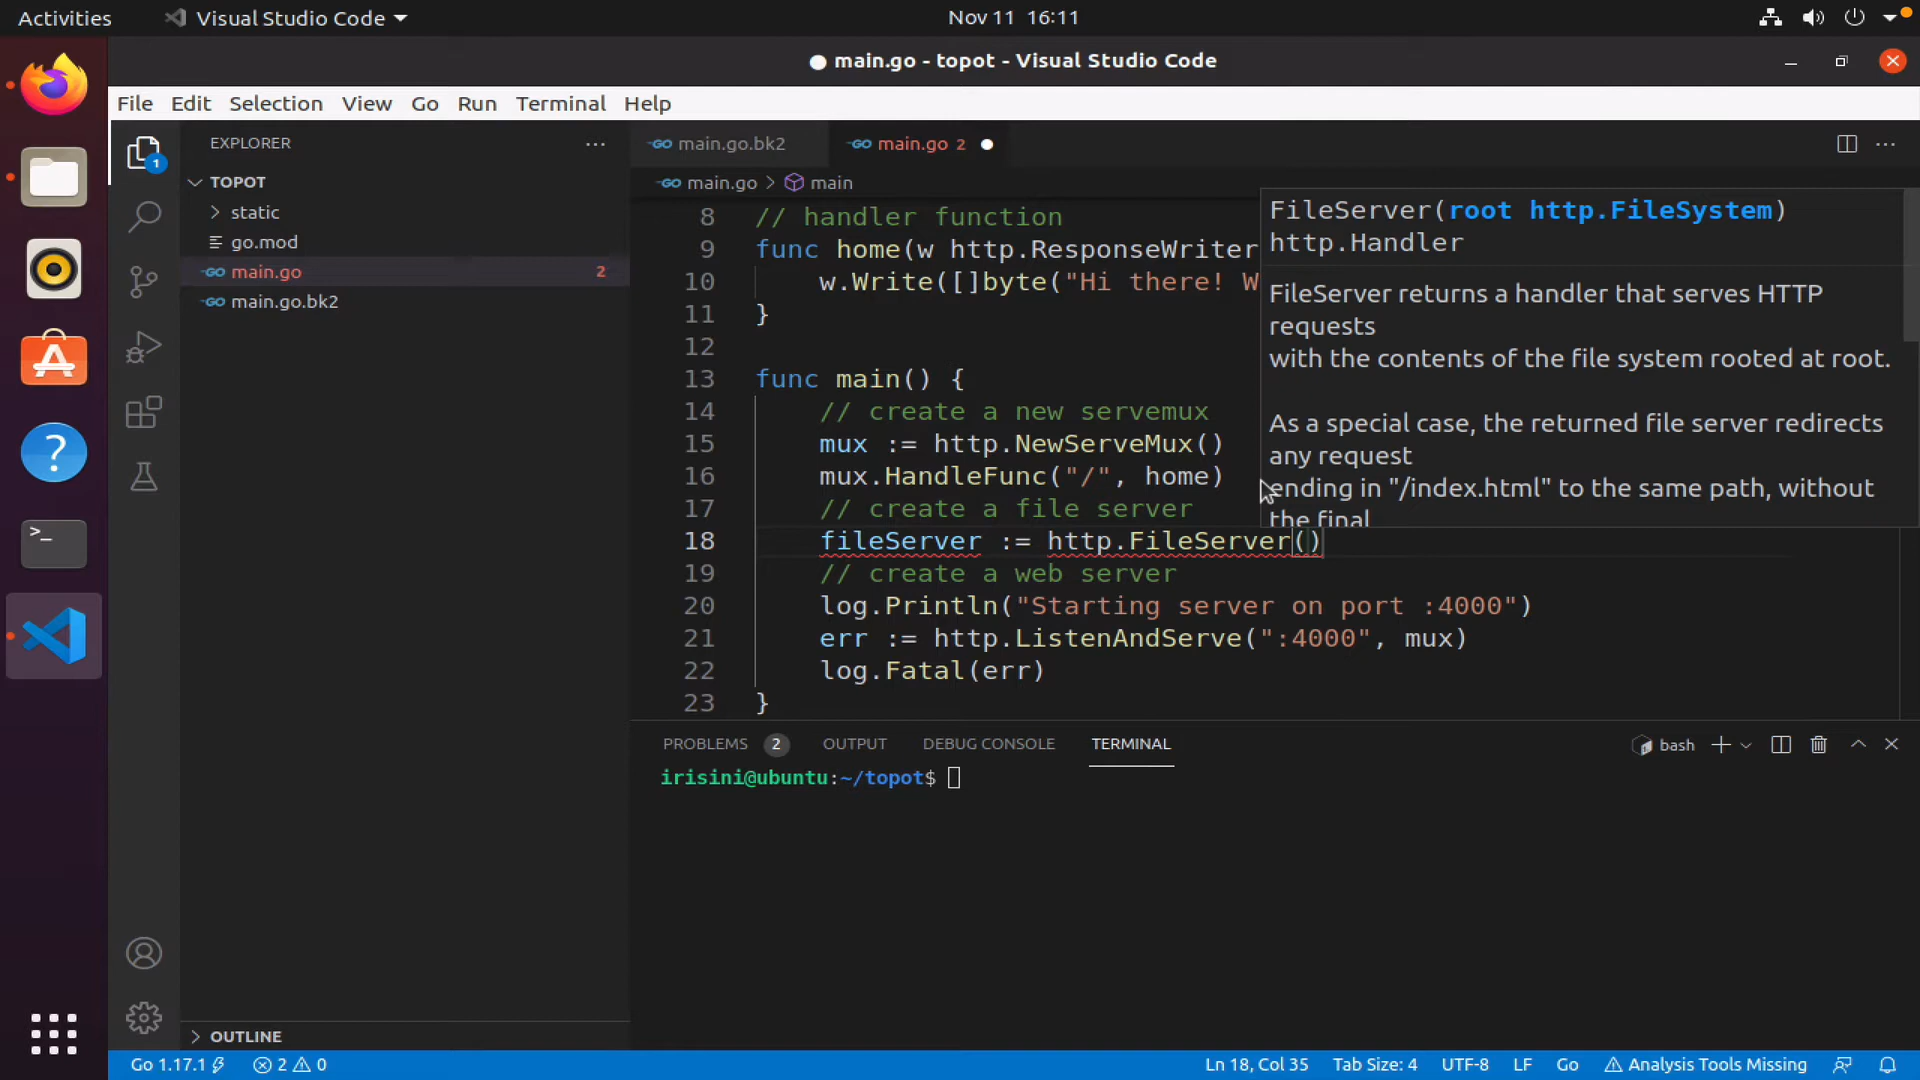 Activities
Visual Studio Code
Nov 11 16:11
● main.go - topot - Visual Studio Code
File Edit Selection View Go Run Terminal Help
EXPLORER
TOPOT
static
go.mod
main.go 2
main.go.bk2
OUTLINE
1
main.go.bk2
main.go 2
main.go > main
8 // handler function
9 func home(w http.ResponseWriter
10 w.Write([]byte("Hi there! W
11 }
12
13 func main() {
14 // create a new servemux
15 mux := http.NewServeMux()
16 mux.HandleFunc("/", home)
17 // create a file server
18 fileServer := http.FileServer()
19 // create a web server
20 log.Println("Starting server on port :4000")
21 err := http.ListenAndServe(":4000", mux)
22 log.Fatal(err)
23 }
FileServer(root http.FileSystem)
http.Handler
FileServer returns a handler that serves HTTP
requests
with the contents of the file system rooted at root.
As a special case, the returned file server redirects
any request
ending in "/index.html" to the same path, without
the final
PROBLEMS 2 OUTPUT DEBUG CONSOLE TERMINAL
bash
irisini@ubuntu:~/topot$
Go 1.17.1
2 0
Ln 18, Col 35
Tab Size: 4
UTF-8
LF
Go
Analysis Tools Missing